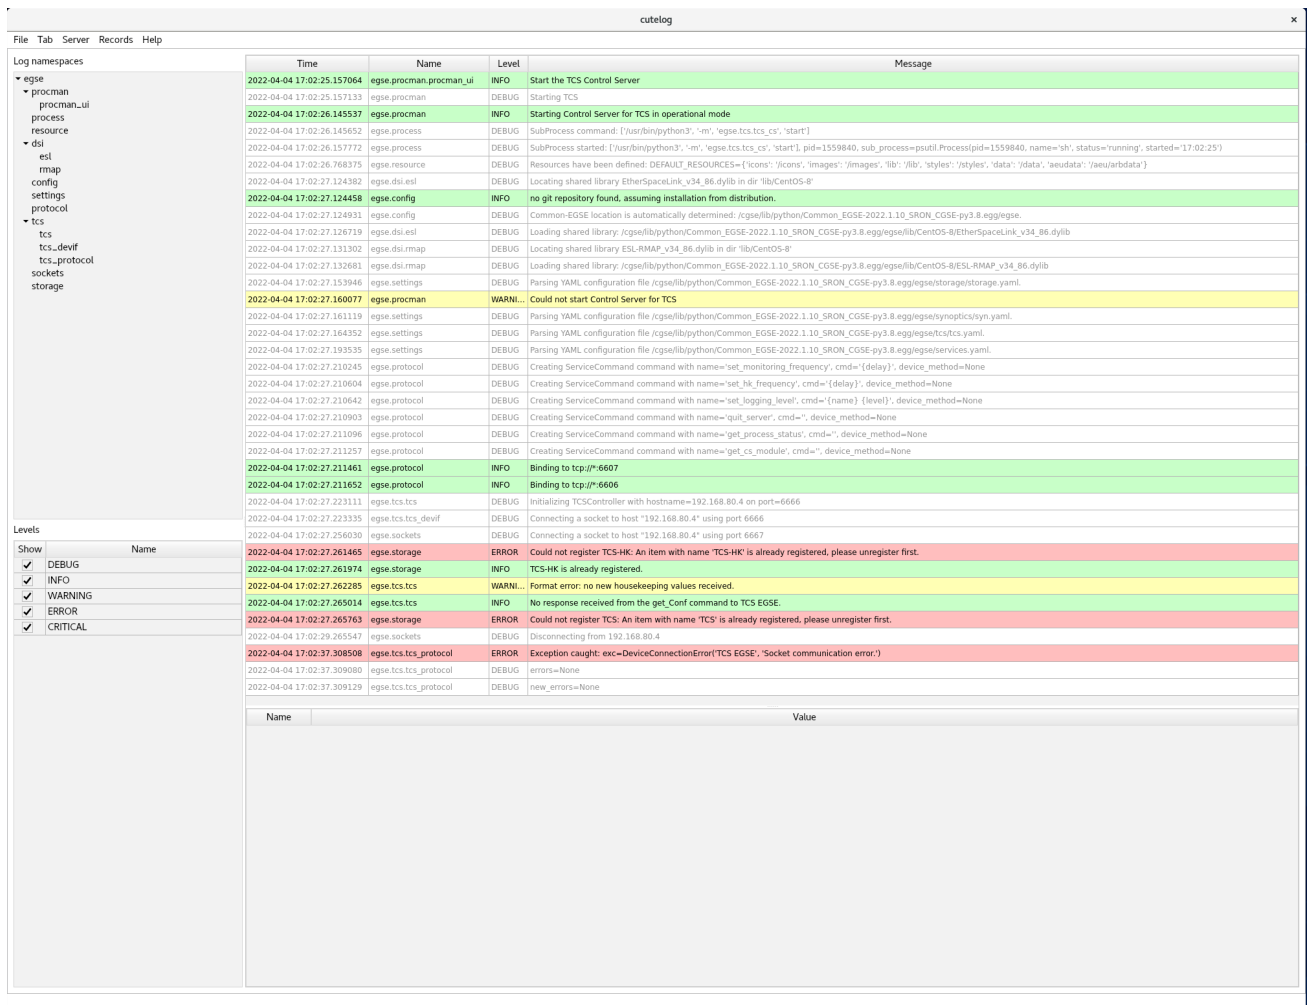 cutelog ×
File Tab Server Records Help
Log namespaces
egse
procman
procman_ui
process
resource
dsi
esl
rmap
config
settings
protocol
tcs
tcs
tcs_devif
tcs_protocol
sockets
storage
Levels
Show Name
DEBUG
INFO
WARNING
ERROR
CRITICAL
Time Name Level Message
2022-04-04 17:02:25.157064 egse.procman.procman_ui INFO Start the TCS Control Server
2022-04-04 17:02:25.157133 egse.procman DEBUG Starting TCS
2022-04-04 17:02:26.145537 egse.procman INFO Starting Control Server for TCS in operational mode
2022-04-04 17:02:26.145652 egse.process DEBUG SubProcess command: ['/usr/bin/python3', '-m', 'egse.tcs.tcs_cs', 'start']
2022-04-04 17:02:26.157772 egse.process DEBUG SubProcess started: ['/usr/bin/python3', '-m', 'egse.tcs.tcs_cs', 'start'], pid=1559840, sub_process=psutil.Process(pid=1559840, name='sh', status='running', started='17:02:25')
2022-04-04 17:02:26.768375 egse.resource DEBUG Resources have been defined: DEFAULT_RESOURCES={'icons': '/icons', 'images': '/images', 'lib': '/lib', 'styles': '/styles', 'data': '/data', 'aeudata': '/aeu/arbdata'}
2022-04-04 17:02:27.124382 egse.dsi.esl DEBUG Locating shared library EtherSpaceLink_v34_86.dylib in dir 'lib/CentOS-8'
2022-04-04 17:02:27.124458 egse.config INFO no git repository found, assuming installation from distribution.
2022-04-04 17:02:27.124931 egse.config DEBUG Common-EGSE location is automatically determined: /cgse/lib/python/Common_EGSE-2022.1.10_SRON_CGSE-py3.8.egg/egse.
2022-04-04 17:02:27.126719 egse.dsi.esl DEBUG Loading shared library: /cgse/lib/python/Common_EGSE-2022.1.10_SRON_CGSE-py3.8.egg/egse/lib/CentOS-8/EtherSpaceLink_v34_86.dylib
2022-04-04 17:02:27.131302 egse.dsi.rmap DEBUG Locating shared library ESL-RMAP_v34_86.dylib in dir 'lib/CentOS-8'
2022-04-04 17:02:27.132681 egse.dsi.rmap DEBUG Loading shared library: /cgse/lib/python/Common_EGSE-2022.1.10_SRON_CGSE-py3.8.egg/egse/lib/CentOS-8/ESL-RMAP_v34_86.dylib
2022-04-04 17:02:27.153946 egse.settings DEBUG Parsing YAML configuration file /cgse/lib/python/Common_EGSE-2022.1.10_SRON_CGSE-py3.8.egg/egse/storage/storage.yaml.
2022-04-04 17:02:27.160077 egse.procman WARNI... Could not start Control Server for TCS
2022-04-04 17:02:27.161119 egse.settings DEBUG Parsing YAML configuration file /cgse/lib/python/Common_EGSE-2022.1.10_SRON_CGSE-py3.8.egg/egse/synoptics/syn.yaml.
2022-04-04 17:02:27.164352 egse.settings DEBUG Parsing YAML configuration file /cgse/lib/python/Common_EGSE-2022.1.10_SRON_CGSE-py3.8.egg/egse/tcs/tcs.yaml.
2022-04-04 17:02:27.193535 egse.settings DEBUG Parsing YAML configuration file /cgse/lib/python/Common_EGSE-2022.1.10_SRON_CGSE-py3.8.egg/egse/services.yaml.
2022-04-04 17:02:27.210245 egse.protocol DEBUG Creating ServiceCommand command with name='set_monitoring_frequency', cmd='{delay}', device_method=None
2022-04-04 17:02:27.210604 egse.protocol DEBUG Creating ServiceCommand command with name='set_hk_frequency', cmd='{delay}', device_method=None
2022-04-04 17:02:27.210642 egse.protocol DEBUG Creating ServiceCommand command with name='set_logging_level', cmd='{name} {level}', device_method=None
2022-04-04 17:02:27.210903 egse.protocol DEBUG Creating ServiceCommand command with name='quit_server', cmd='', device_method=None
2022-04-04 17:02:27.211096 egse.protocol DEBUG Creating ServiceCommand command with name='get_process_status', cmd='', device_method=None
2022-04-04 17:02:27.211257 egse.protocol DEBUG Creating ServiceCommand command with name='get_cs_module', cmd='', device_method=None
2022-04-04 17:02:27.211461 egse.protocol INFO Binding to tcp://*:6607
2022-04-04 17:02:27.211652 egse.protocol INFO Binding to tcp://*:6606
2022-04-04 17:02:27.223111 egse.tcs.tcs DEBUG Initializing TCSController with hostname=192.168.80.4 on port=6666
2022-04-04 17:02:27.223335 egse.tcs.tcs_devif DEBUG Connecting a socket to host "192.168.80.4" using port 6666
2022-04-04 17:02:27.256030 egse.sockets DEBUG Connecting a socket to host "192.168.80.4" using port 6667
2022-04-04 17:02:27.261465 egse.storage ERROR Could not register TCS-HK: An item with name 'TCS-HK' is already registered, please unregister first.
2022-04-04 17:02:27.261974 egse.storage INFO TCS-HK is already registered.
2022-04-04 17:02:27.262285 egse.tcs.tcs WARNI... Format error: no new housekeeping values received.
2022-04-04 17:02:27.265014 egse.tcs.tcs INFO No response received from the get_Conf command to TCS EGSE.
2022-04-04 17:02:27.265763 egse.storage ERROR Could not register TCS: An item with name 'TCS' is already registered, please unregister first.
2022-04-04 17:02:29.265547 egse.sockets DEBUG Disconnecting from 192.168.80.4
2022-04-04 17:02:37.308508 egse.tcs.tcs_protocol ERROR Exception caught: exc=DeviceConnectionError('TCS EGSE', 'Socket communication error.')
2022-04-04 17:02:37.309080 egse.tcs.tcs_protocol DEBUG errors=None
2022-04-04 17:02:37.309129 egse.tcs.tcs_protocol DEBUG new_errors=None
Name Value